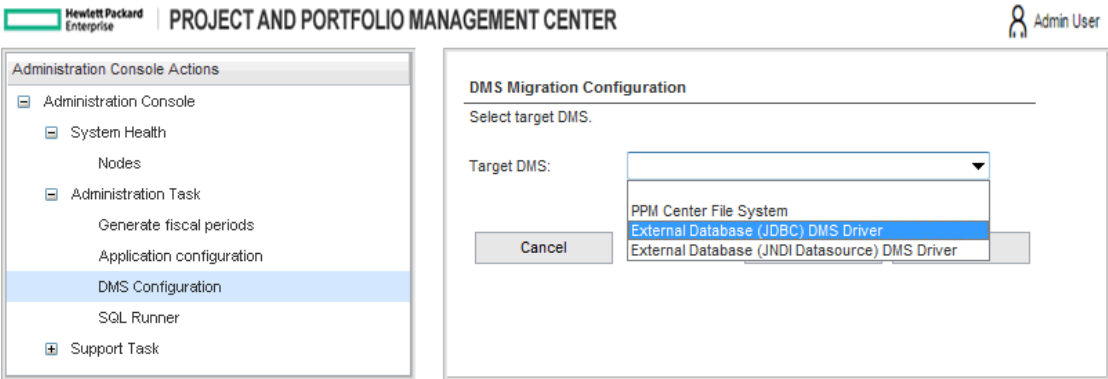 Hewlett Packard
Enterprise
PROJECT AND PORTFOLIO MANAGEMENT CENTER
Admin User
Administration Console Actions
Administration Console
System Health
Nodes
Administration Task
Generate fiscal periods
Application configuration
DMS Configuration
SQL Runner
Support Task
DMS Migration Configuration
Select target DMS.
Target DMS:
PPM Center File System
External Database (JDBC) DMS Driver
External Database (JNDI Datasource) DMS Driver
Cancel